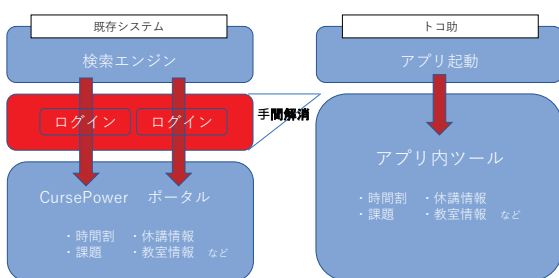 既存システム
検索エンジン
ログイン ログイン
手間解消
CursePower ポータル
・時間割 ・休講情報
・課題 ・教室情報 など
トコ助
アプリ起動
アプリ内ツール
・時間割 ・休講情報
・課題 ・教室情報 など